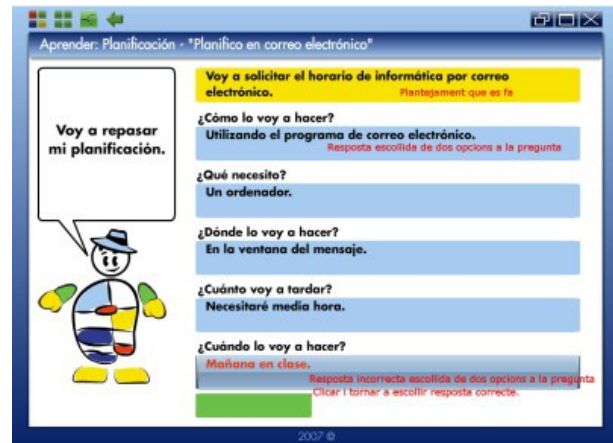 Aprender: Planificación - "Planifico en correo electrónico"
Voy a repasar
mi planificación.
Voy a solicitar el horario de informática por correo
electrónico.
Plantejament que es fa
¿Cómo lo voy a hacer?
Utilizando el programa de correo electrónico.
Resposta escollida de dos opcions a la pregunta
¿Qué necesito?
Un ordenador.
¿Dónde lo voy a hacer?
En la ventana del mensaje.
¿Cuánto voy a tardar?
Necesitaré media hora.
¿Cuándo lo voy a hacer?
Mañana en clase.
Resposta incorrecta escollida de dos opcions a la pregunta
Clicar i tornar a escollir resposta correcte.
2007 ©